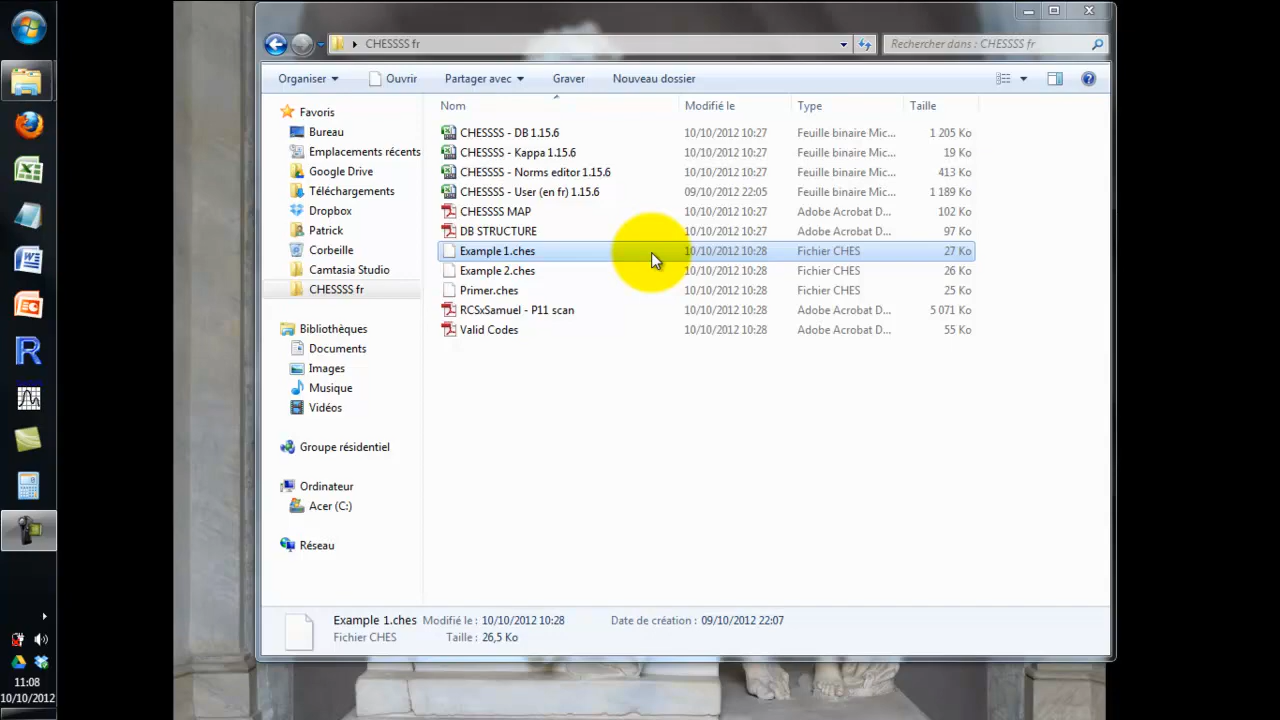 CHESSSS fr
Rechercher dans : CHESSSS fr
Organiser Ouvrir Partager avec Graver Nouveau dossier
Favoris
Bureau
Emplacements récents
Google Drive
Téléchargements
Dropbox
Patrick
Corbeille
Camtasia Studio
CHESSSS fr
Bibliothèques
Documents
Images
Musique
Vidéos
Groupe résidentiel
Ordinateur
Acer (C:)
Réseau
Nom Modifié le Type Taille
CHESSSS - DB 1.15.6 10/10/2012 10:27 Feuille binaire Mic... 1 205 Ko
CHESSSS - Kappa 1.15.6 10/10/2012 10:27 Feuille binaire Mic... 19 Ko
CHESSSS - Norms editor 1.15.6 10/10/2012 10:27 Feuille binaire Mic... 413 Ko
CHESSSS - User (en fr) 1.15.6 09/10/2012 22:05 Feuille binaire Mic... 1 189 Ko
CHESSSS MAP 10/10/2012 10:27 Adobe Acrobat D... 102 Ko
DB STRUCTURE 10/10/2012 10:27 Adobe Acrobat D... 97 Ko
Example 1.ches 10/10/2012 10:28 Fichier CHES 27 Ko
Example 2.ches 10/10/2012 10:28 Fichier CHES 26 Ko
Primer.ches 10/10/2012 10:28 Fichier CHES 25 Ko
RCSxSamuel - P11 scan 10/10/2012 10:28 Adobe Acrobat D... 5 071 Ko
Valid Codes 10/10/2012 10:28 Adobe Acrobat D... 55 Ko
Example 1.ches Modifié le : 10/10/2012 10:28 Date de création : 09/10/2012 22:07
Fichier CHES Taille : 26,5 Ko
11:08
10/10/2012